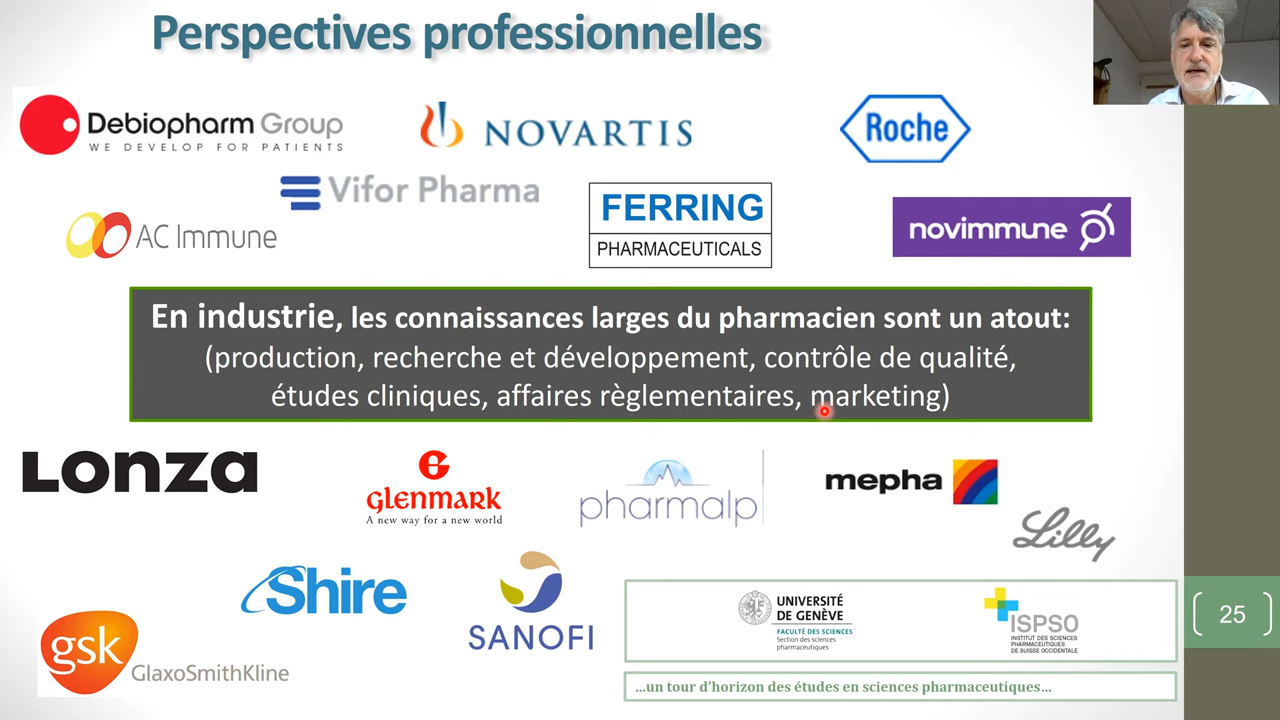 Perspectives professionnelles
Debiopharm Group
WE DEVELOP FOR PATIENTS
NOVARTIS
Roche
Vifor Pharma
AC Immune
FERRING
PHARMACEUTICALS
novimmune
En industrie, les connaissances larges du pharmacien sont un atout:
(production, recherche et développement, contrôle de qualité,
études cliniques, affaires règlementaires, marketing)
LONZA
G
GLENMARK
A new way for a new world
pharmalp
mepha
Lilly
Shire
SANOFI
gsk
GlaxoSmithKline
UNIVERSITÉ
DE GENÈVE
FACULTÉ DES SCIENCES
Section des sciences
pharmaceutiques
ISPSO
INSTITUT DES SCIENCES
PHARMACEUTIQUES
DE SUISSE OCCIDENTALE
25
...un tour d'horizon des études en sciences pharmaceutiques...